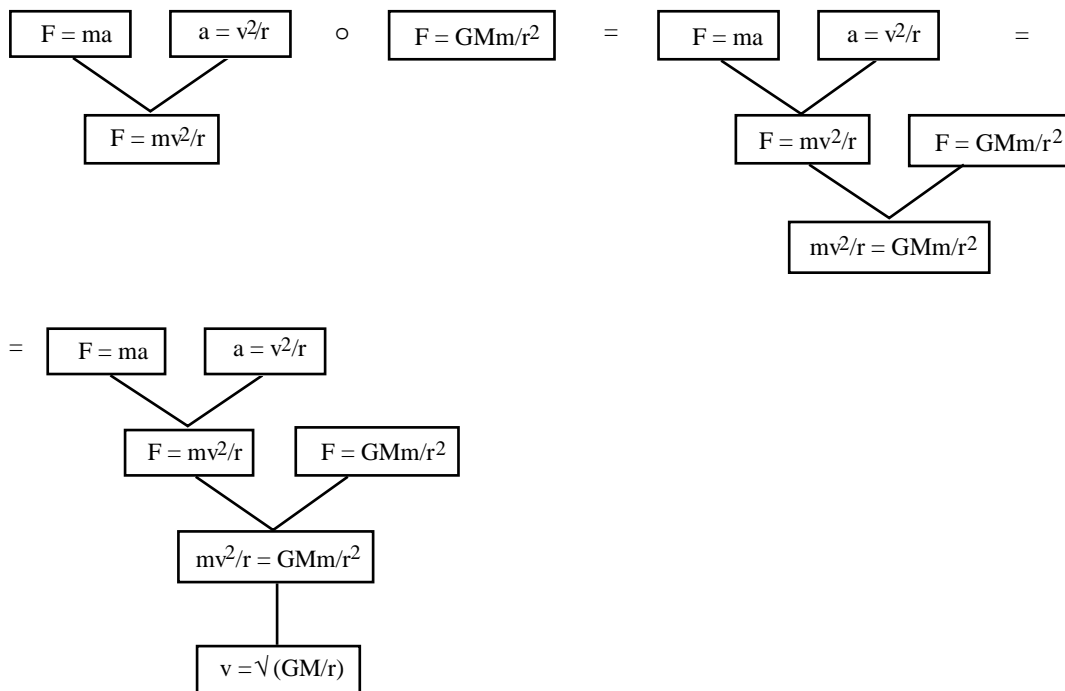 F = ma a = v²/r ○ F = GMm/r² = F = ma a = v²/r =
F = mv²/r F = mv²/r F = GMm/r²
mv²/r = GMm/r²
= F = ma a = v²/r
F = mv²/r F = GMm/r²
mv²/r = GMm/r²
v = √ (GM/r)